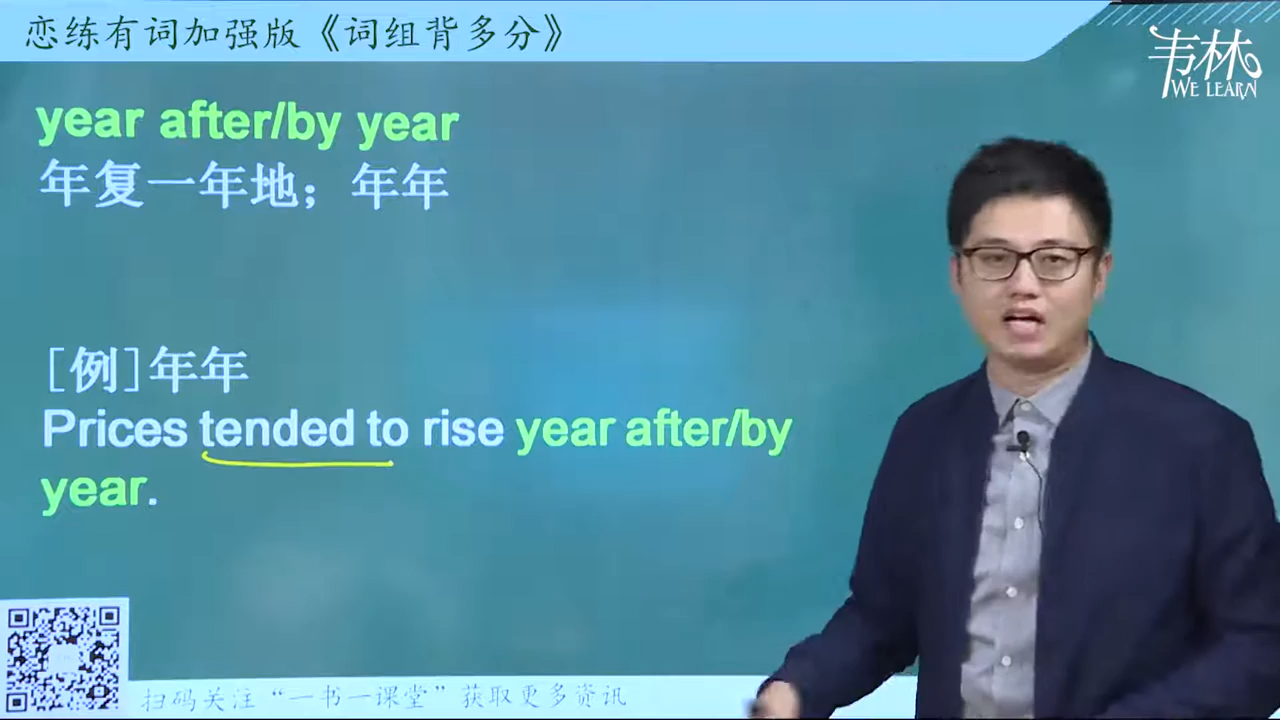 恋练有词加强版《词组背多分》
韦林
WE LEARN
year after/by year
年复一年地；年年
[例]年年
Prices tended to rise year after/by
year.
扫码关注“一书一课堂”获取更多资讯